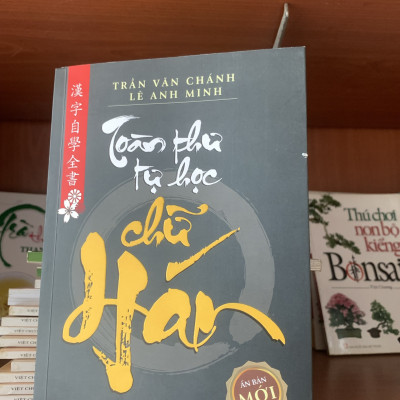 TRẦN VĂN CHÁNH
LÊ ANH MINH
漢字自學全書
Toàn thư
tự học
chữ
Hán
ẤN BẢN
MỚI
Thú chơi
non bộ
kiểng
Bonsai